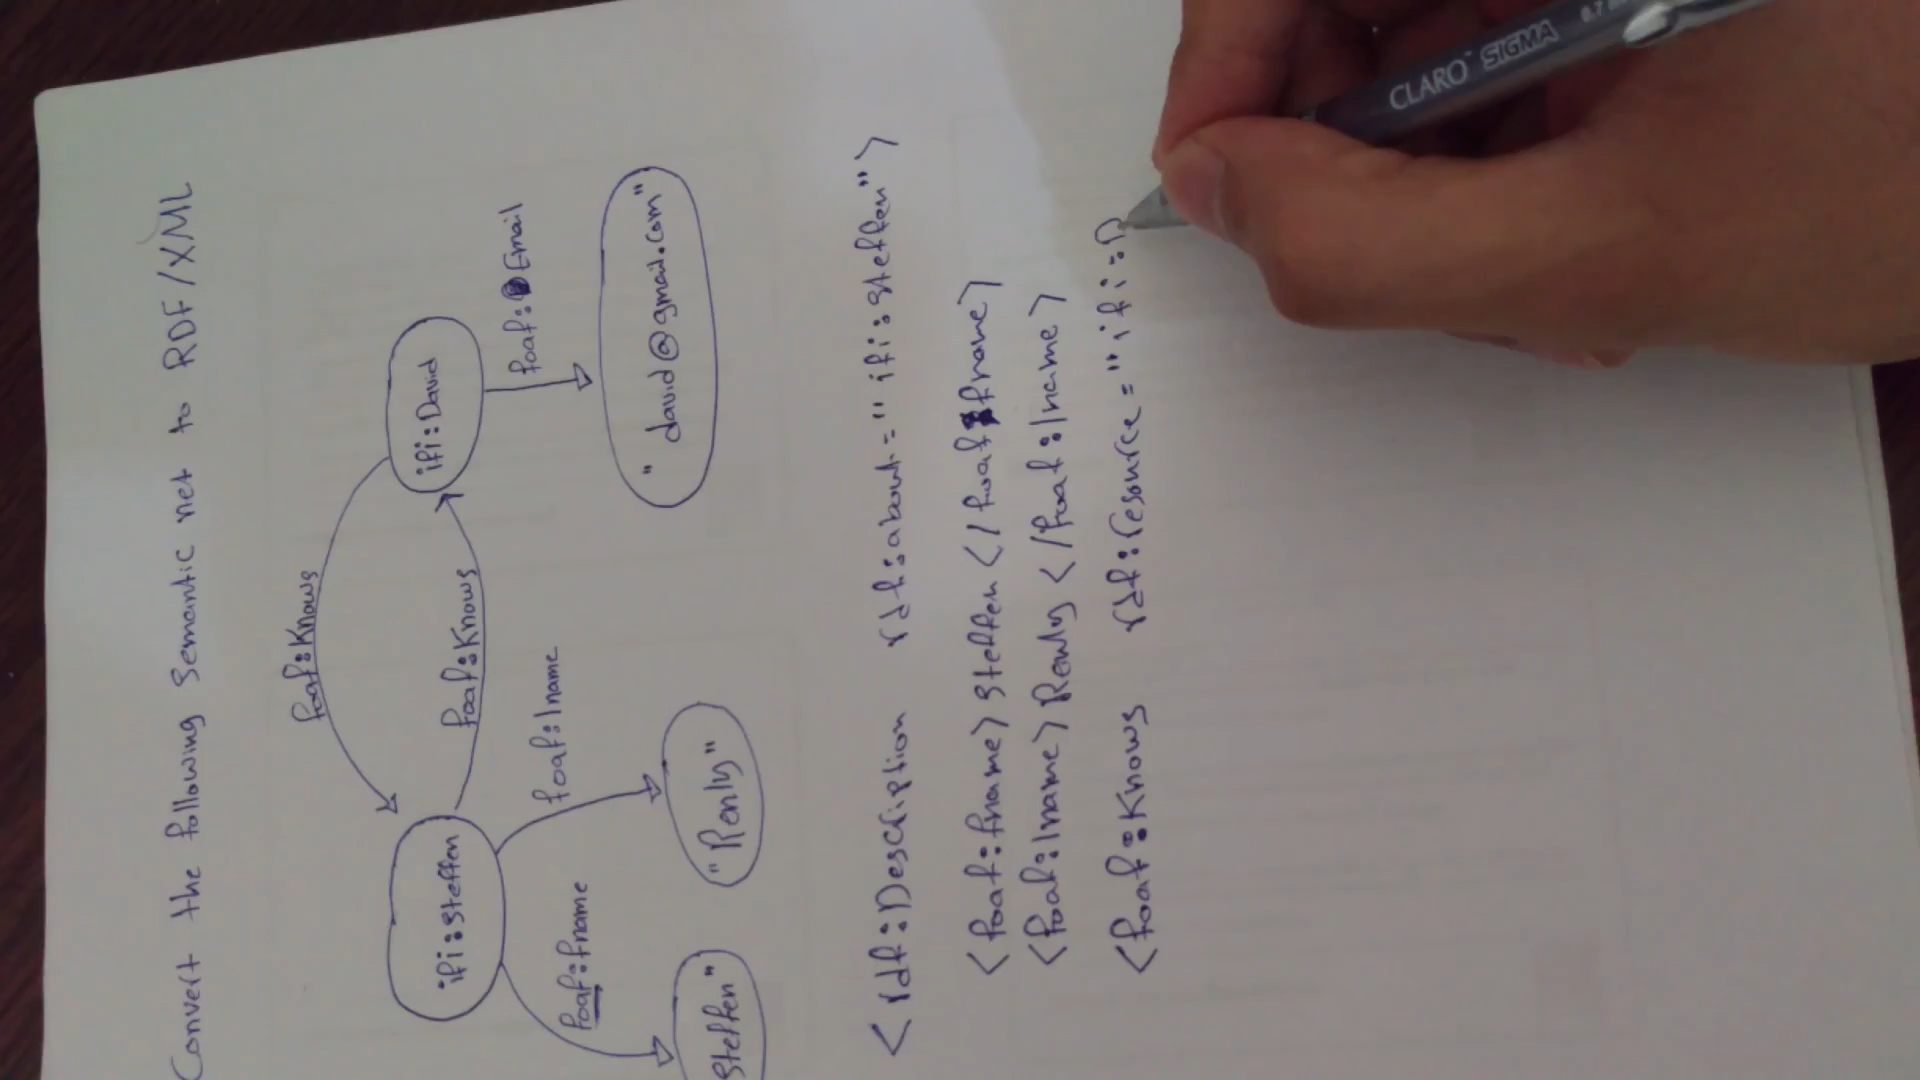 Convert the following Semantic net to RDF/XML
foaf:Knows
ifi:Steffen
ifi:David
foaf:Knows
foaf:Email
foaf:lname
foaf:fname
"david@gmail.com"
"Renly"
Steffen"
<rdf:Description rdf:about="ifi:Steffen">
<foaf:fname>Steffen</foaf:fname>
<foaf:lname>Renly</foaf:lname>
<foaf:Knows rdf:resource="ifi:D
CLARO SIGMA 0.7